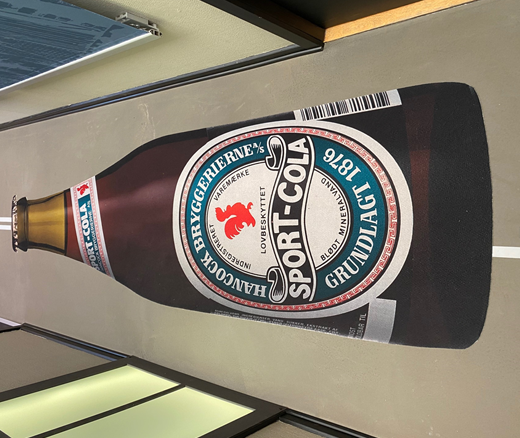 SPORT-COLA
HANCOCK BRYGGERIERNE A/S
VAREMÆRKE
INDREGISTRERET
LOVBESKYTTET
SPORT-COLA
BLØDT MINERALVAND
GRUNDLAGT 1876